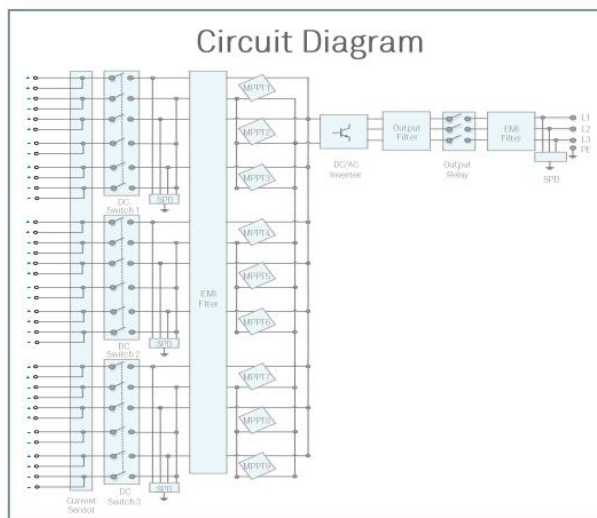 Circuit Diagram
MPPT1
MPPT2
MPPT3
DC
Switch 1
SPD
MPPT4
MPPT5
MPPT6
EMI
Filter
DC
Switch 2
SPD
MPPT7
MPPT8
MPPT9
Current
Sensor
DC
Switch 3
SPD
DC/AC
Inverter
Output
Filter
Output
Relay
EMI
Filter
L1
L2
L3
PE
SPD